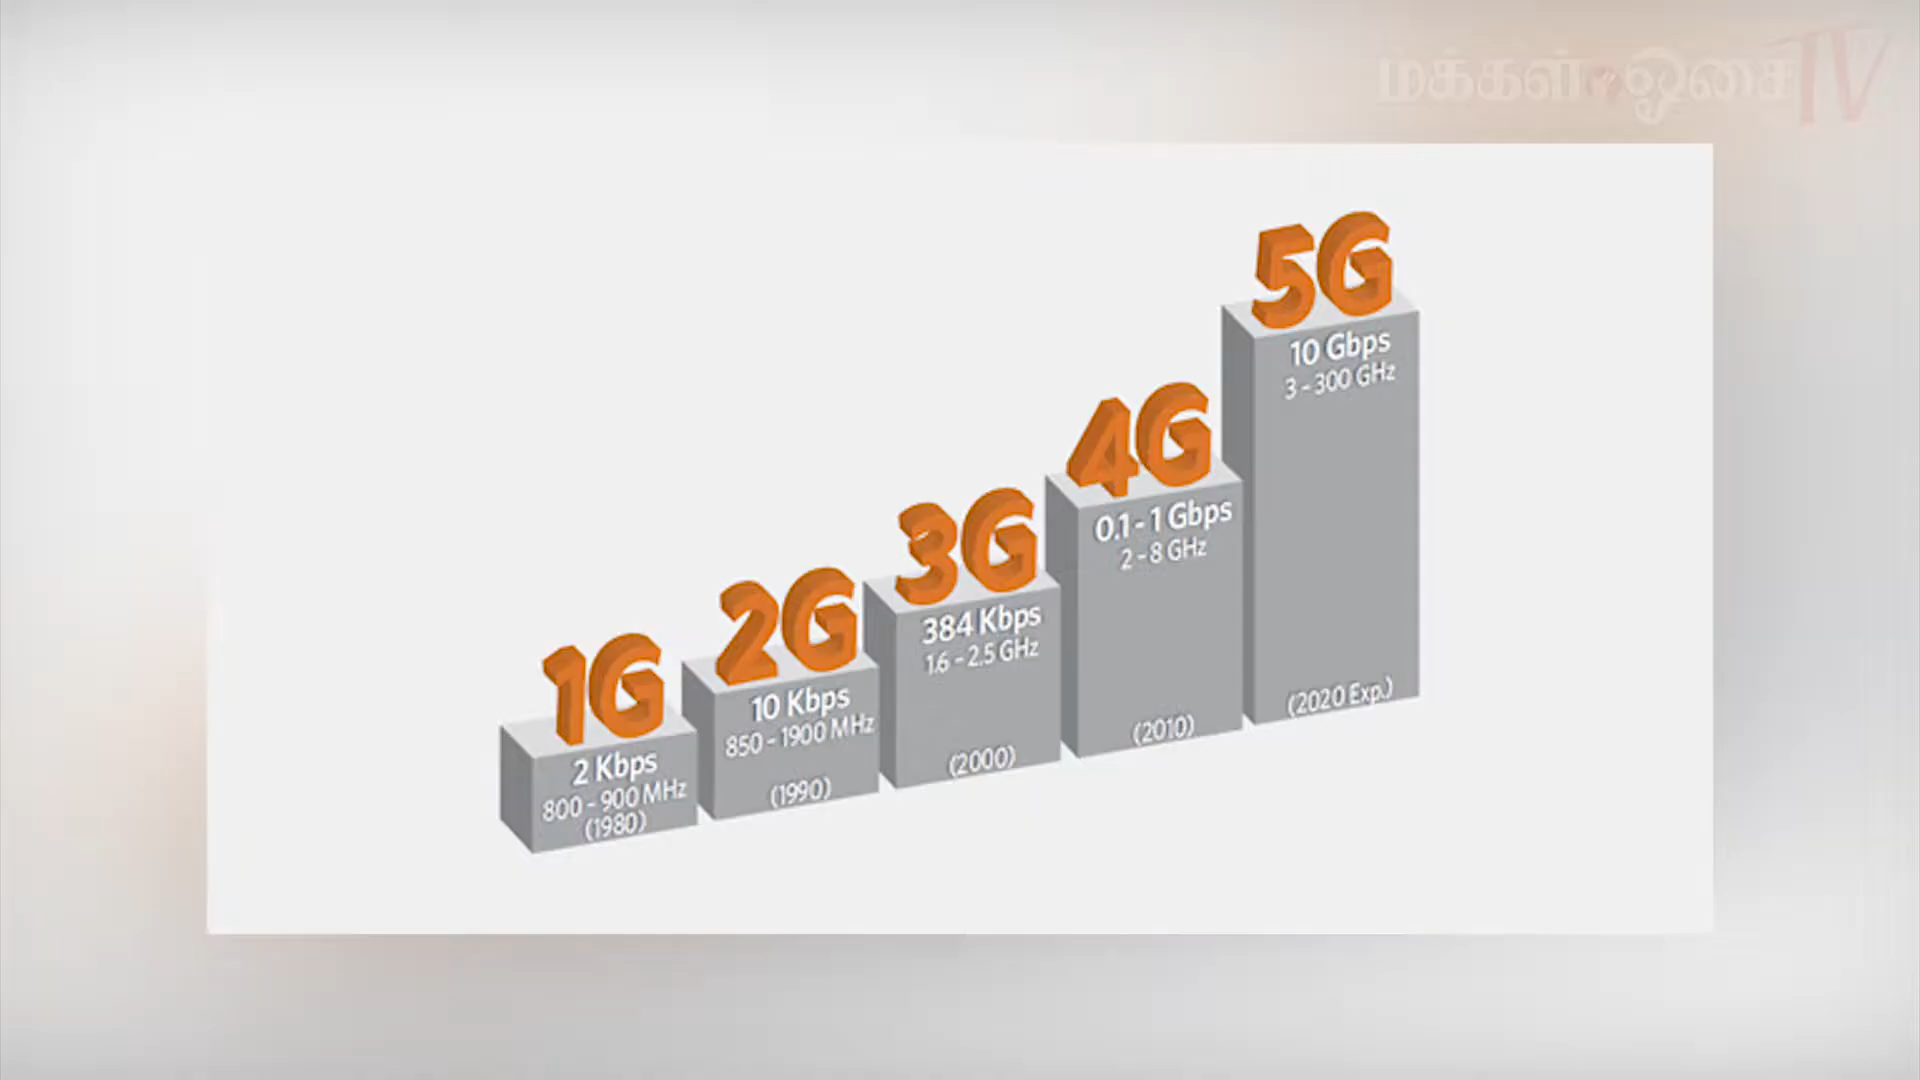 மக்கள் ஓசை TV
5G
10 Gbps
3 - 300 GHz
(2020 Exp.)
4G
0.1 - 1 Gbps
2 - 8 GHz
(2010)
3G
384 Kbps
1.6 - 2.5 GHz
(2000)
2G
10 Kbps
850 - 1900 MHz
(1990)
1G
2 Kbps
800 - 900 MHz
(1980)